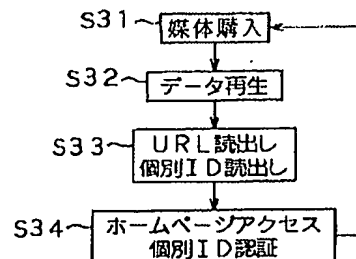 S31 媒体購入
S32 データ再生
S33 URL読出し
個別ID読出し
S34 ホームページアクセス
個別ID認証